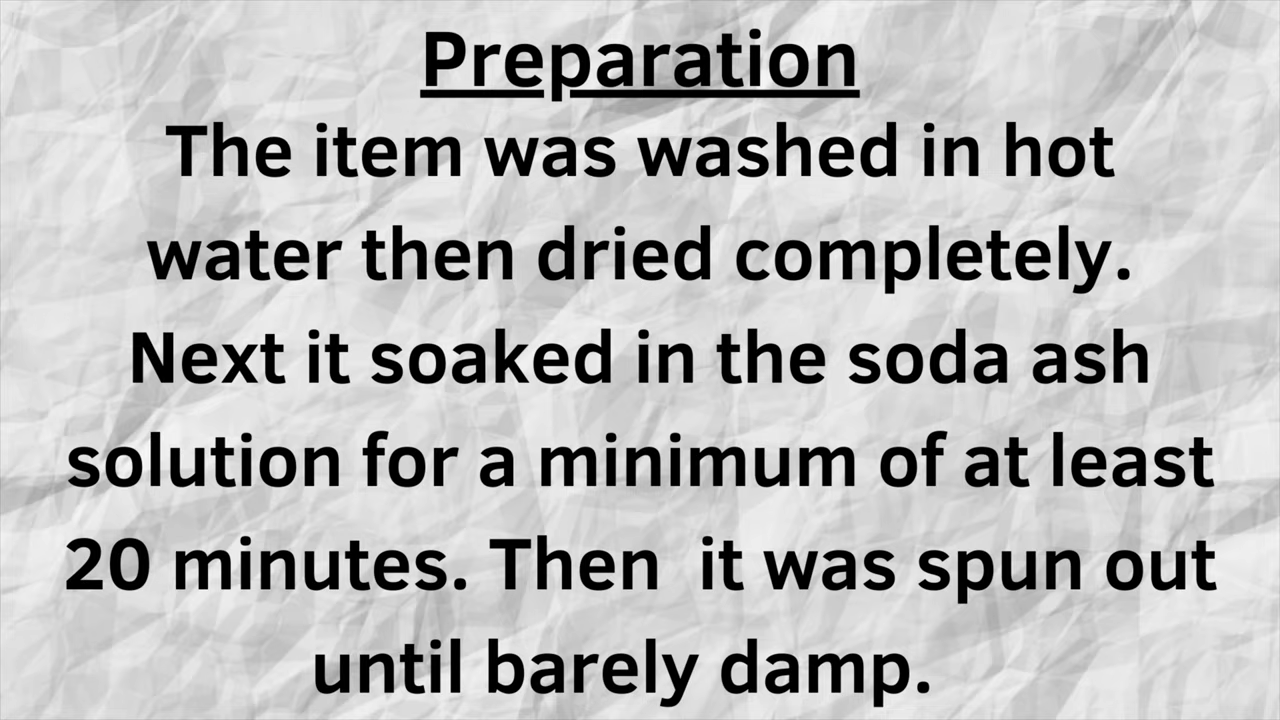 Preparation
The item was washed in hot
water then dried completely.
Next it soaked in the soda ash
solution for a minimum of at least
20 minutes. Then  it was spun out
until barely damp.